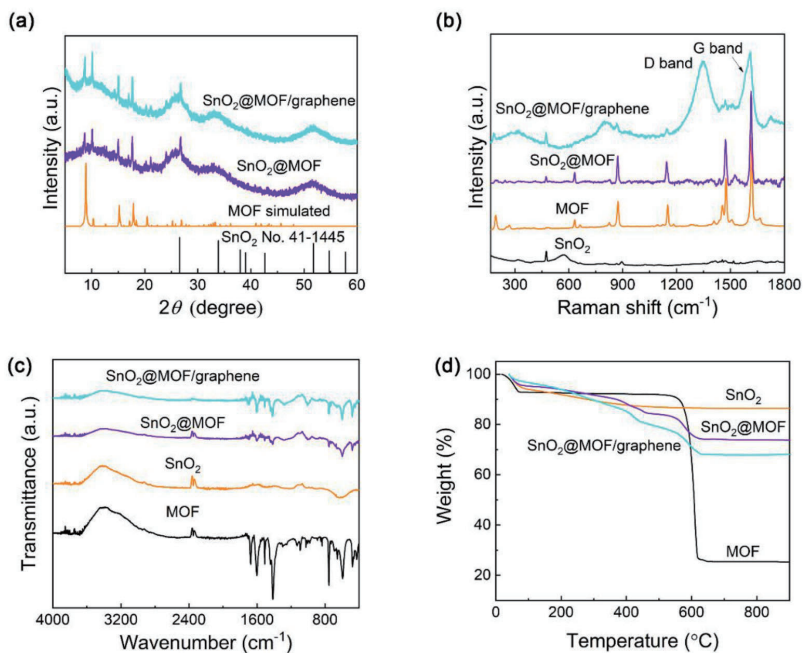 (a)
Intensity (a.u.)
SnO₂@MOF/graphene
SnO₂@MOF
MOF simulated
SnO₂ No. 41-1445
10 20 30 40 50 60
2θ (degree)
(b)
Intensity (a.u.)
G band
D band
SnO₂@MOF/graphene
SnO₂@MOF
MOF
SnO₂
300 600 900 1200 1500 1800
Raman shift (cm⁻¹)
(c)
Transmittance (a.u.)
SnO₂@MOF/graphene
SnO₂@MOF
SnO₂
MOF
4000 3200 2400 1600 800
Wavenumber (cm⁻¹)
(d)
Weight (%)
100
80
60
40
20
SnO₂
SnO₂@MOF
SnO₂@MOF/graphene
MOF
0 200 400 600 800
Temperature (°C)